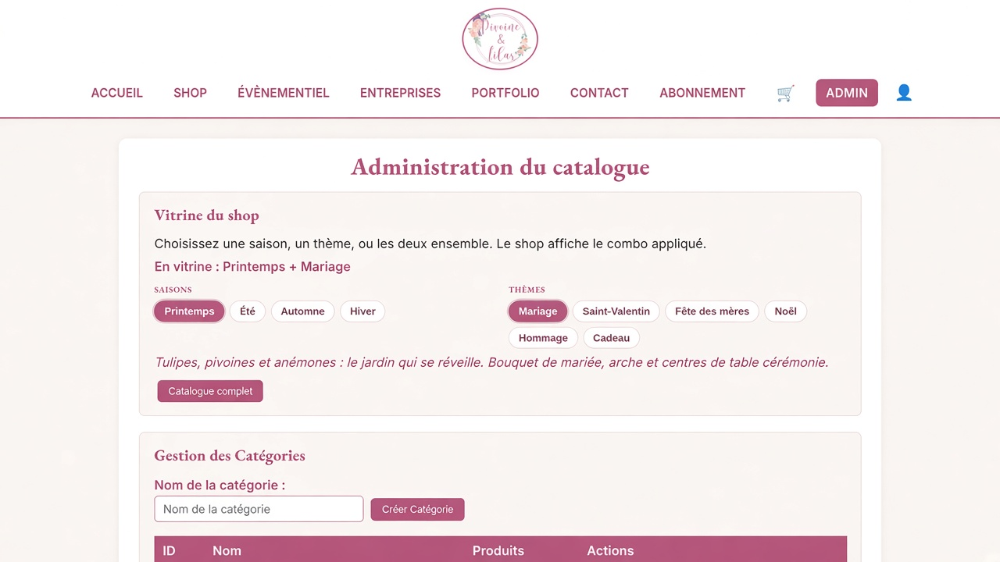 Pivoine
&
lilas
ACCUEIL SHOP ÉVÈNEMENTIEL ENTREPRISES PORTFOLIO CONTACT ABONNEMENT ADMIN
Administration du catalogue
Vitrine du shop
Choisissez une saison, un thème, ou les deux ensemble. Le shop affiche le combo appliqué.
En vitrine : Printemps + Mariage
SAISONS
Printemps Été Automne Hiver
THÈMES
Mariage Saint-Valentin Fête des mères Noël
Hommage Cadeau
Tulipes, pivoines et anémones : le jardin qui se réveille. Bouquet de mariée, arche et centres de table cérémonie.
Catalogue complet
Gestion des Catégories
Nom de la catégorie :
Nom de la catégorie Créer Catégorie
ID Nom Produits Actions